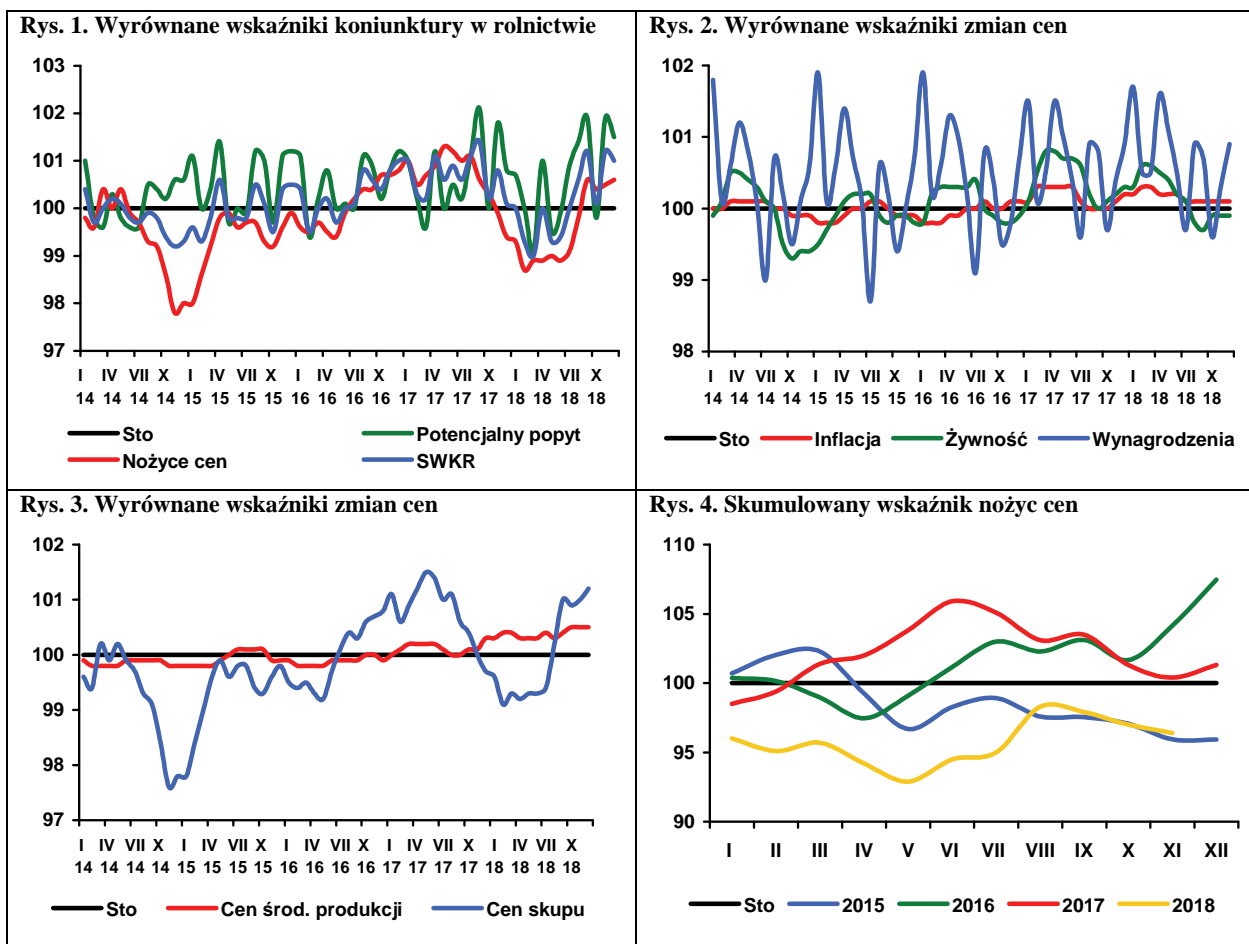 Rys. 1. Wyrównane wskaźniki koniunktury w rolnictwie
103
102
101
100
99
98
97
I IV VII X I IV VII X I IV VII X I IV VII X I IV VII X
14 14 14 14 15 15 15 15 16 16 16 16 17 17 17 17 18 18 18 18
Sto Potencjalny popyt
Nożyce cen SWKR
Rys. 2. Wyrównane wskaźniki zmian cen
102
101
100
99
98
I IV VII X I IV VII X I IV VII X I IV VII X I IV VII X
14 14 14 14 15 15 15 15 16 16 16 16 17 17 17 17 18 18 18 18
Sto Inflacja Żywność Wynagrodzenia
Rys. 3. Wyrównane wskaźniki zmian cen
102
101
100
99
98
97
I IV VII X I IV VII X I IV VII X I IV VII X I IV VII X
14 14 14 14 15 15 15 15 16 16 16 16 17 17 17 17 18 18 18 18
Sto Cen środ. produkcji Cen skupu
Rys. 4. Skumulowany wskaźnik nożyc cen
110
105
100
95
90
I II III IV V VI VII VIII IX X XI XII
Sto 2015 2016 2017 2018